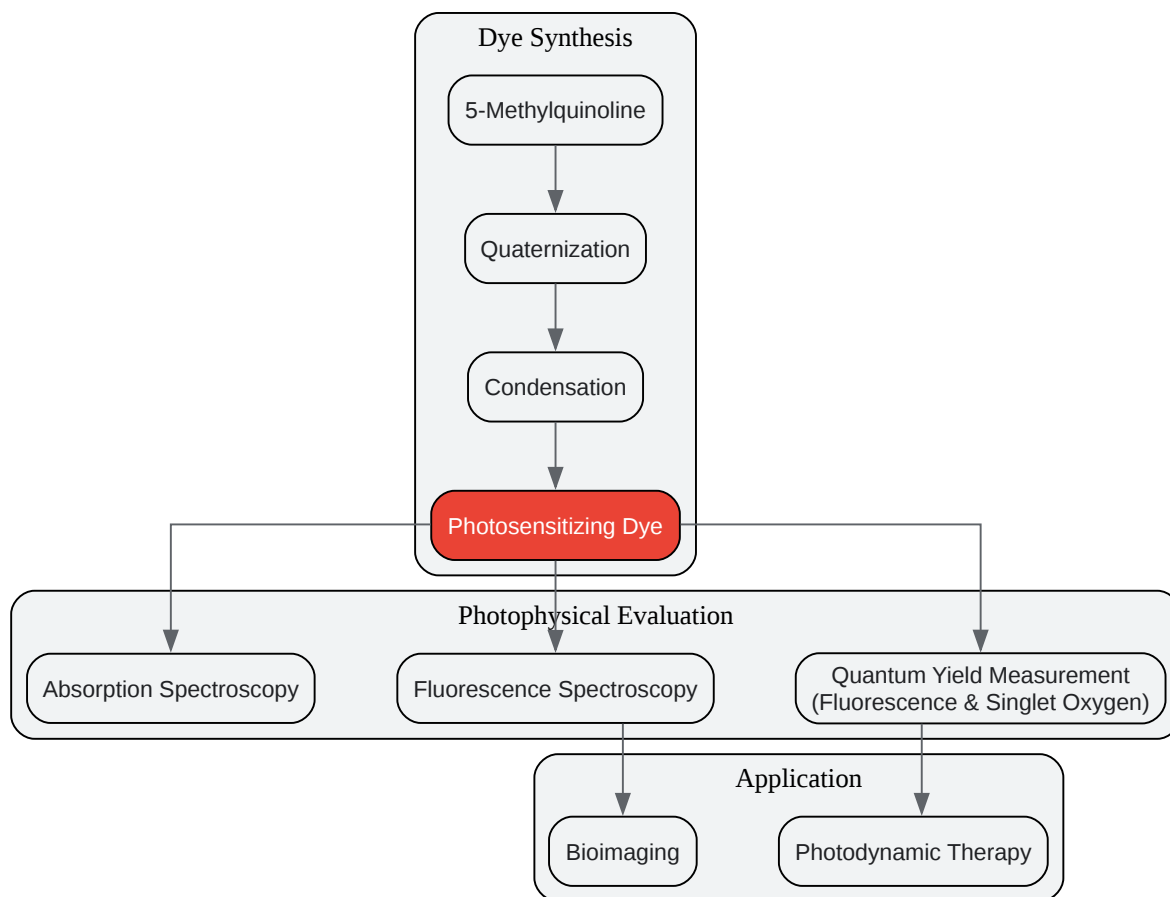 Dye Synthesis
5-Methylquinoline
Quaternization
Condensation
Photosensitizing Dye
Photophysical Evaluation
Absorption Spectroscopy
Fluorescence Spectroscopy
Quantum Yield Measurement
(Fluorescence & Singlet Oxygen)
Application
Bioimaging
Photodynamic Therapy